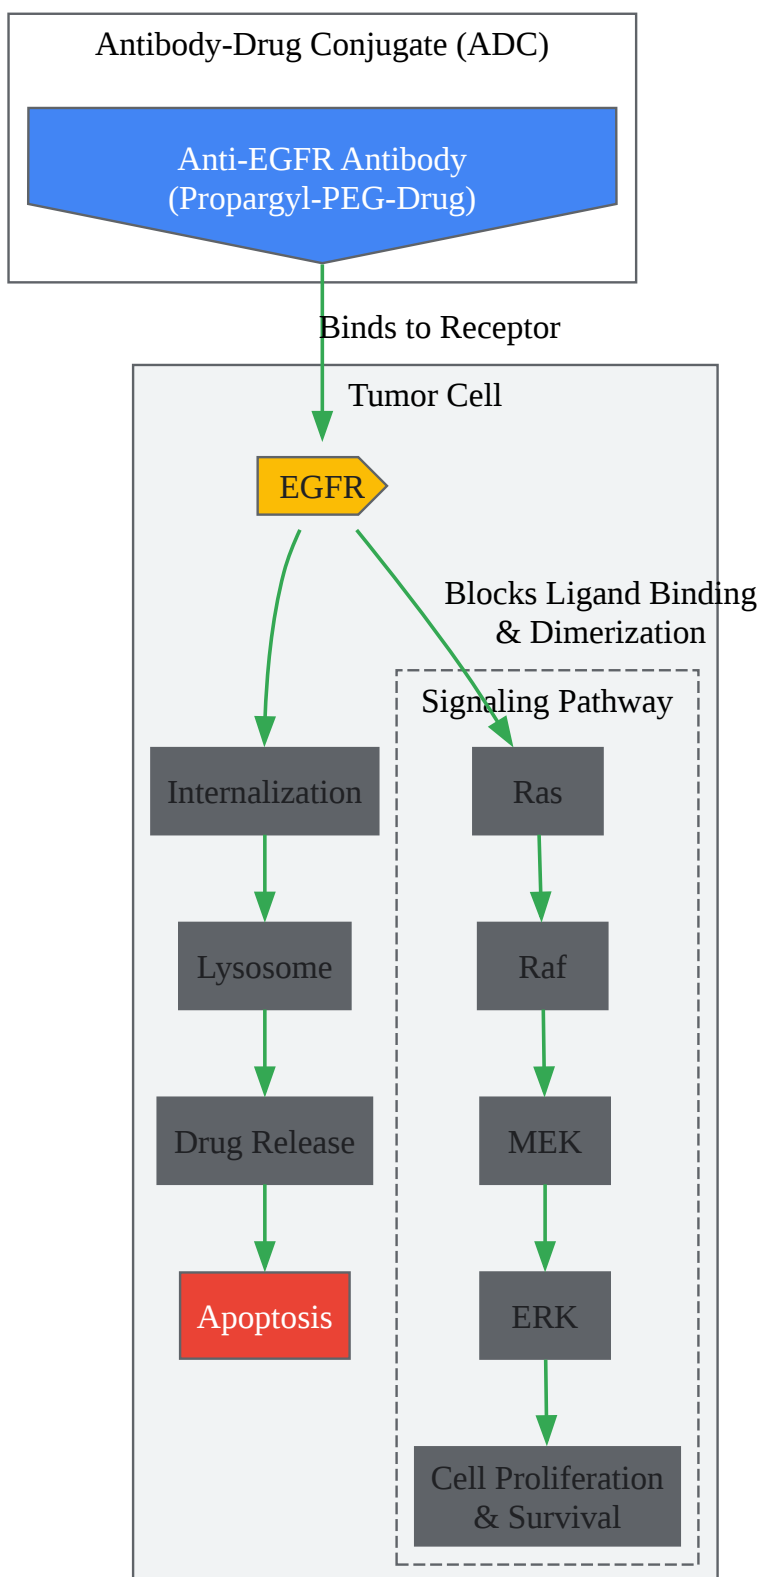 Antibody-Drug Conjugate (ADC)
Anti-EGFR Antibody
(Propargyl-PEG-Drug)
Binds to Receptor
Tumor Cell
EGFR
Blocks Ligand Binding
& Dimerization
Signaling Pathway
Internalization
Ras
Lysosome
Raf
Drug Release
MEK
Apoptosis
ERK
Cell Proliferation
& Survival